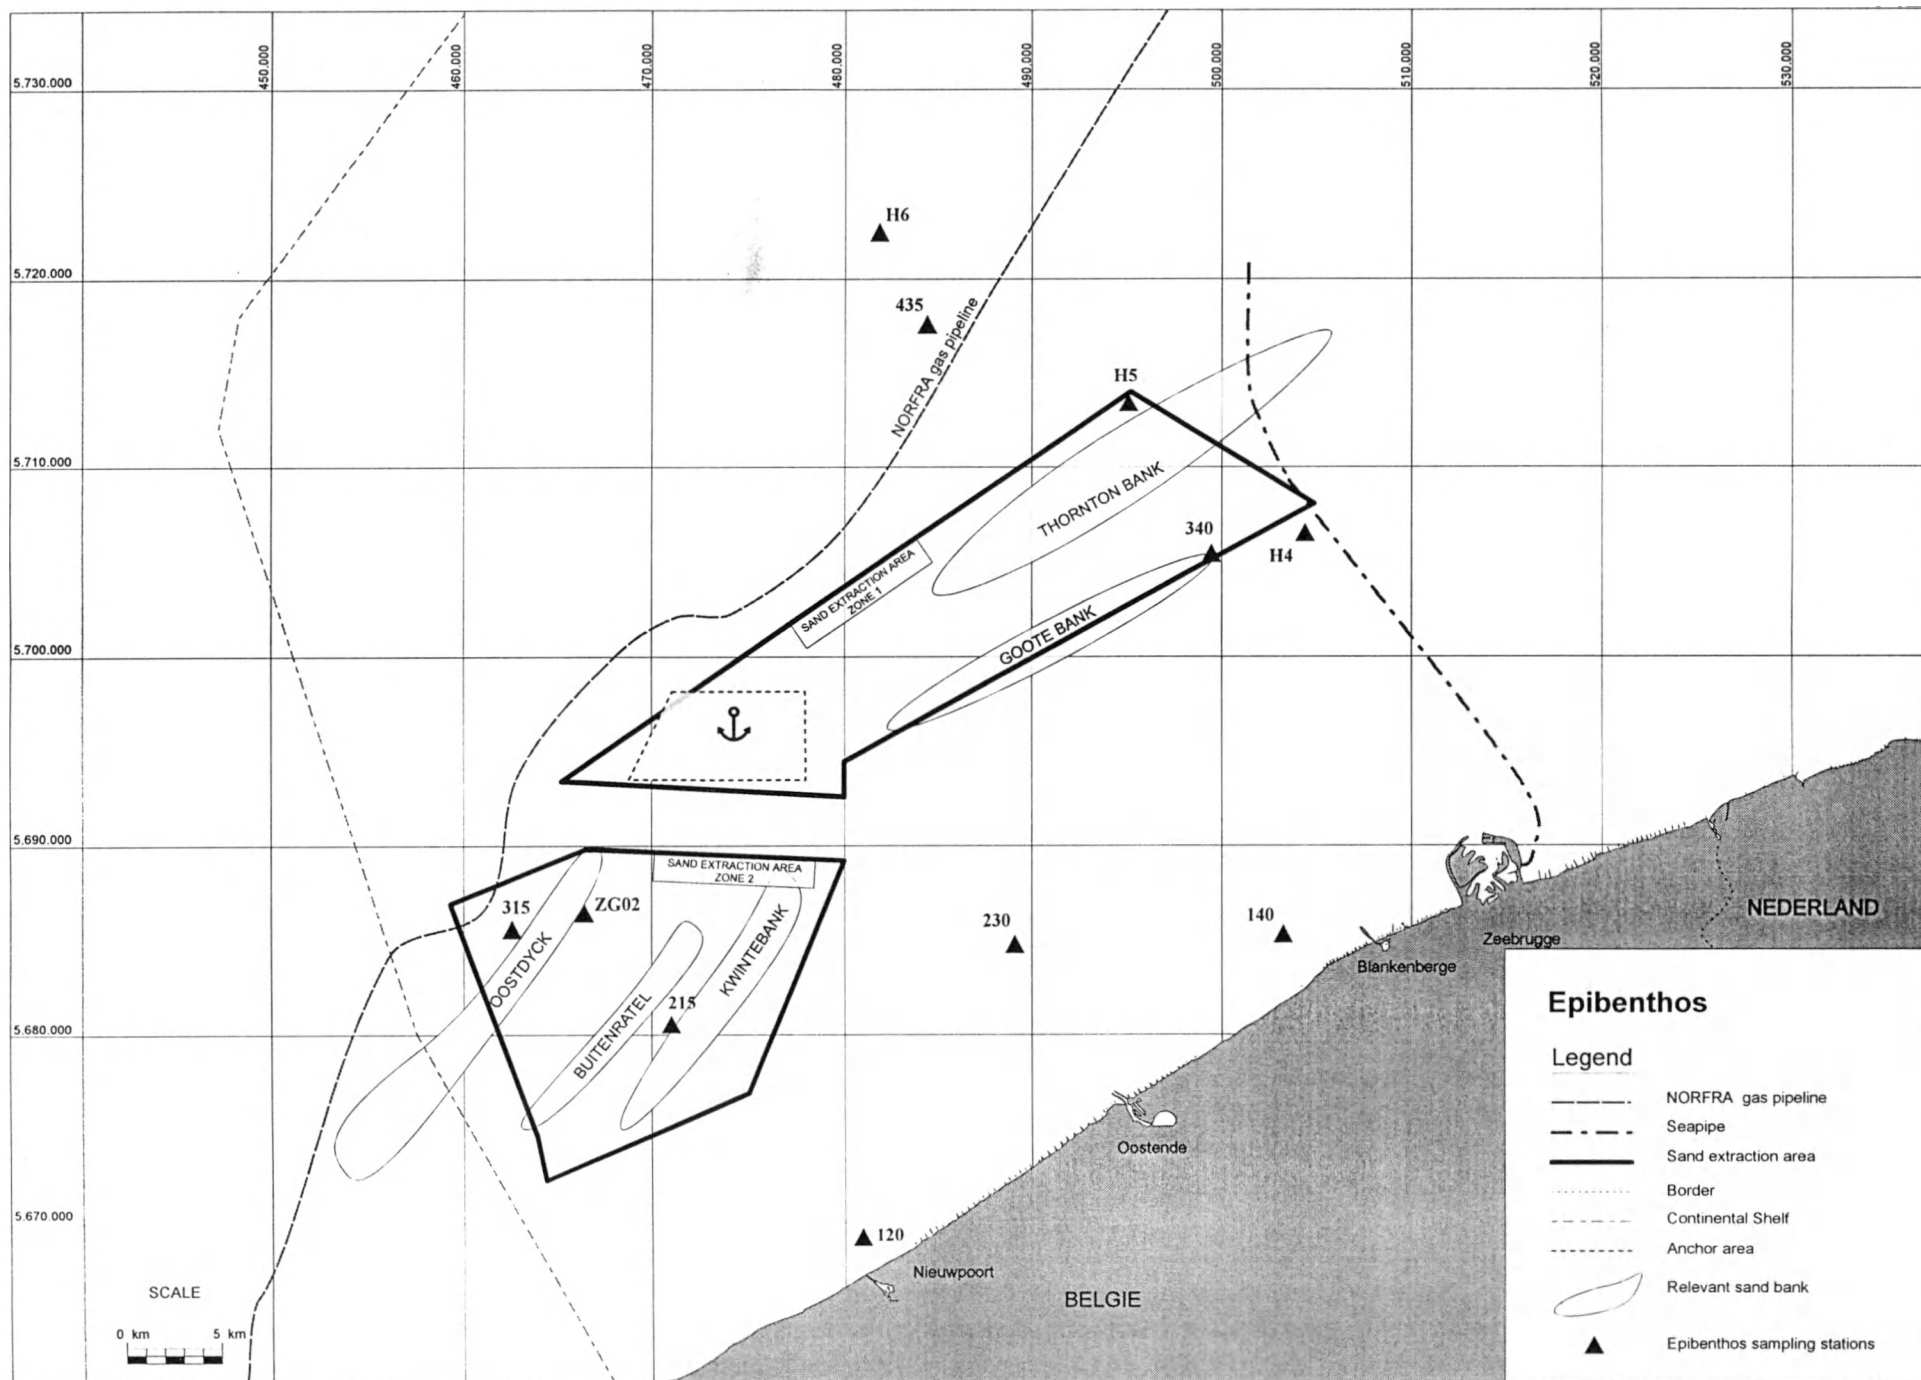 450.000
460.000
470.000
480.000
490.000
500.000
510.000
520.000
530.000
5.730.000
5.720.000
5.710.000
5.700.000
5.690.000
5.680.000
5.670.000
H6
435
NORFRA gas pipeline
H5
THORNTON BANK
340
H4
SAND EXTRACTION AREA
ZONE 1
GOOTE BANK
SAND EXTRACTION AREA
ZONE 2
315
ZG02
OOSTDYCK
BUITENRATEL
215
KWINTEBANK
230
140
120
Zeebrugge
Blankenberge
Oostende
Nieuwpoort
NEDERLAND
BELGIE
SCALE
0 km 5 km
Epibenthos
Legend
NORFRA gas pipeline
Seapipe
Sand extraction area
Border
Continental Shelf
Anchor area
Relevant sand bank
Epibenthos sampling stations